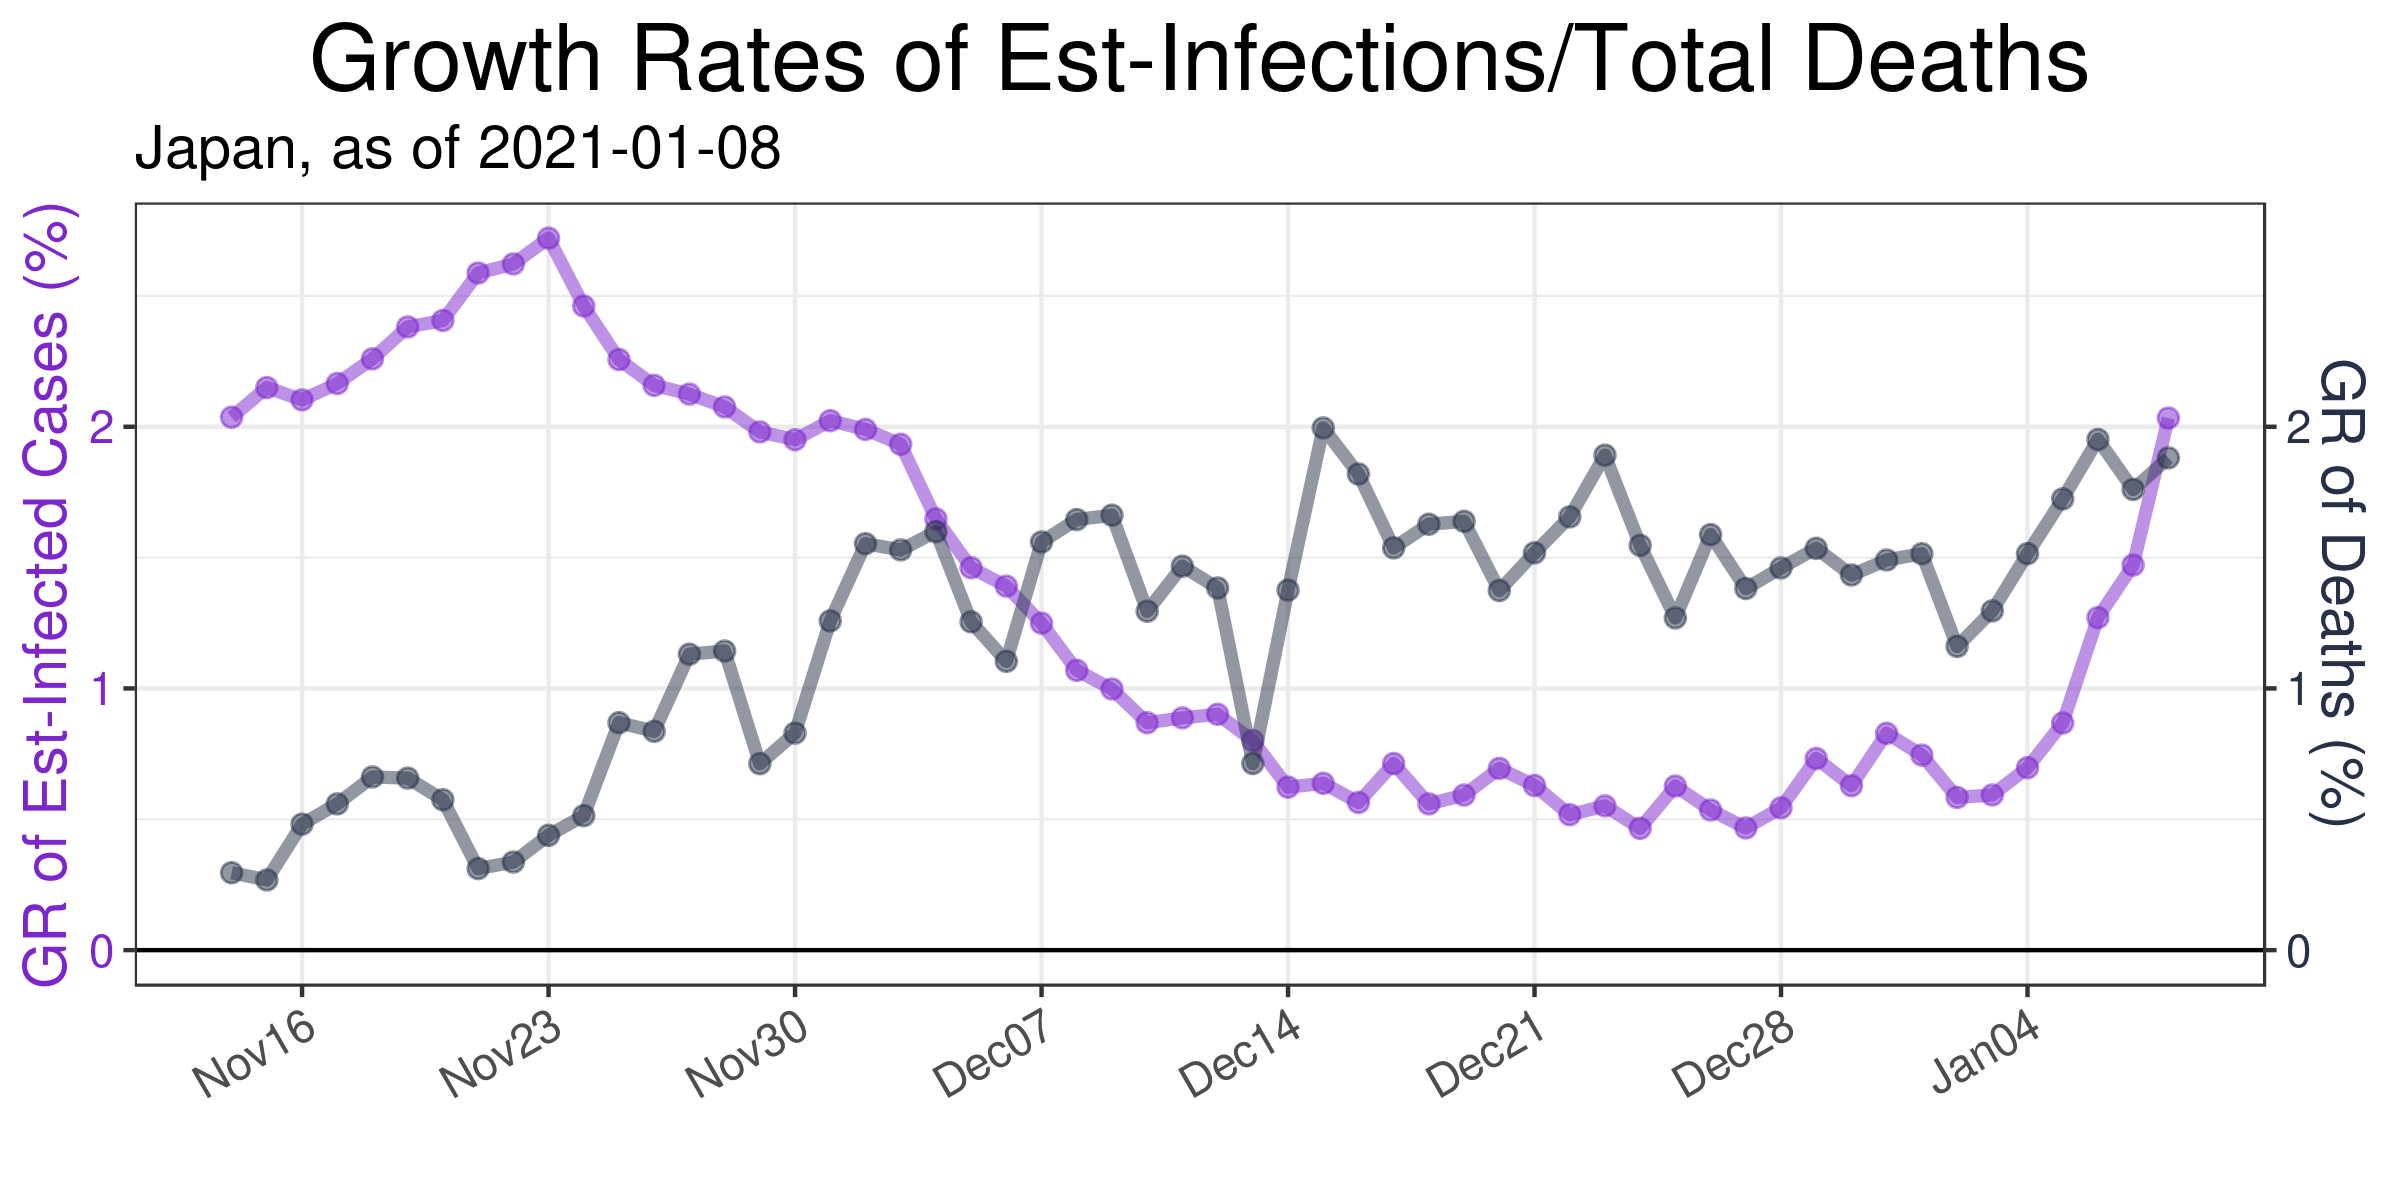 Growth Rates of Est-Infections/Total Deaths
Japan, as of 2021-01-08
GR of Est-Infected Cases (%)
2
1
0
2
1
0
GR of Deaths (%)
Nov16
Nov23
Nov30
Dec07
Dec14
Dec21
Dec28
Jan04